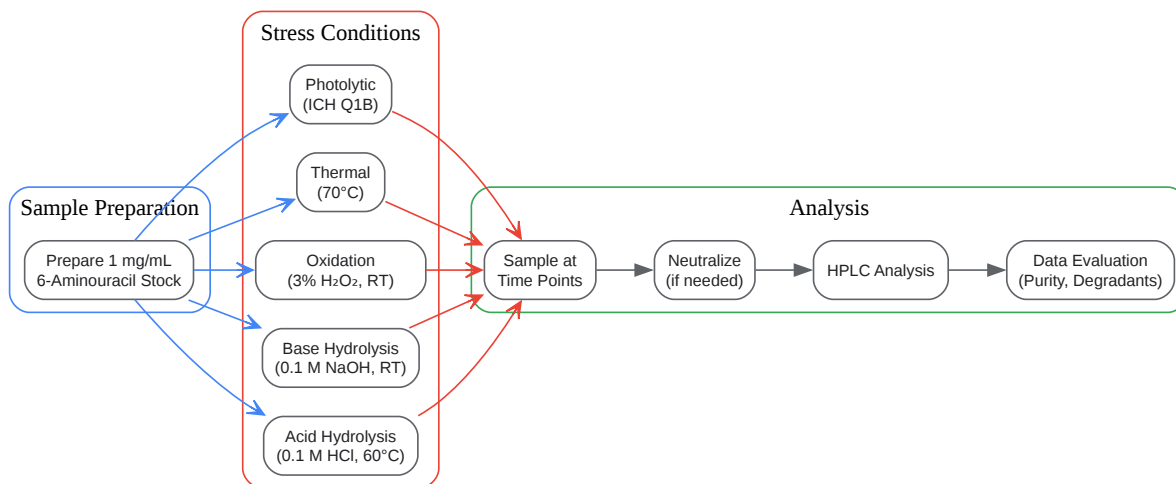 Stress Conditions
Photolytic
(ICH Q1B)
Thermal
(70°C)
Sample Preparation
Analysis
Prepare 1 mg/mL
6-Aminouracil Stock
Oxidation
(3% H₂O₂, RT)
Sample at
Time Points
Neutralize
(if needed)
HPLC Analysis
Data Evaluation
(Purity, Degradants)
Base Hydrolysis
(0.1 M NaOH, RT)
Acid Hydrolysis
(0.1 M HCl, 60°C)